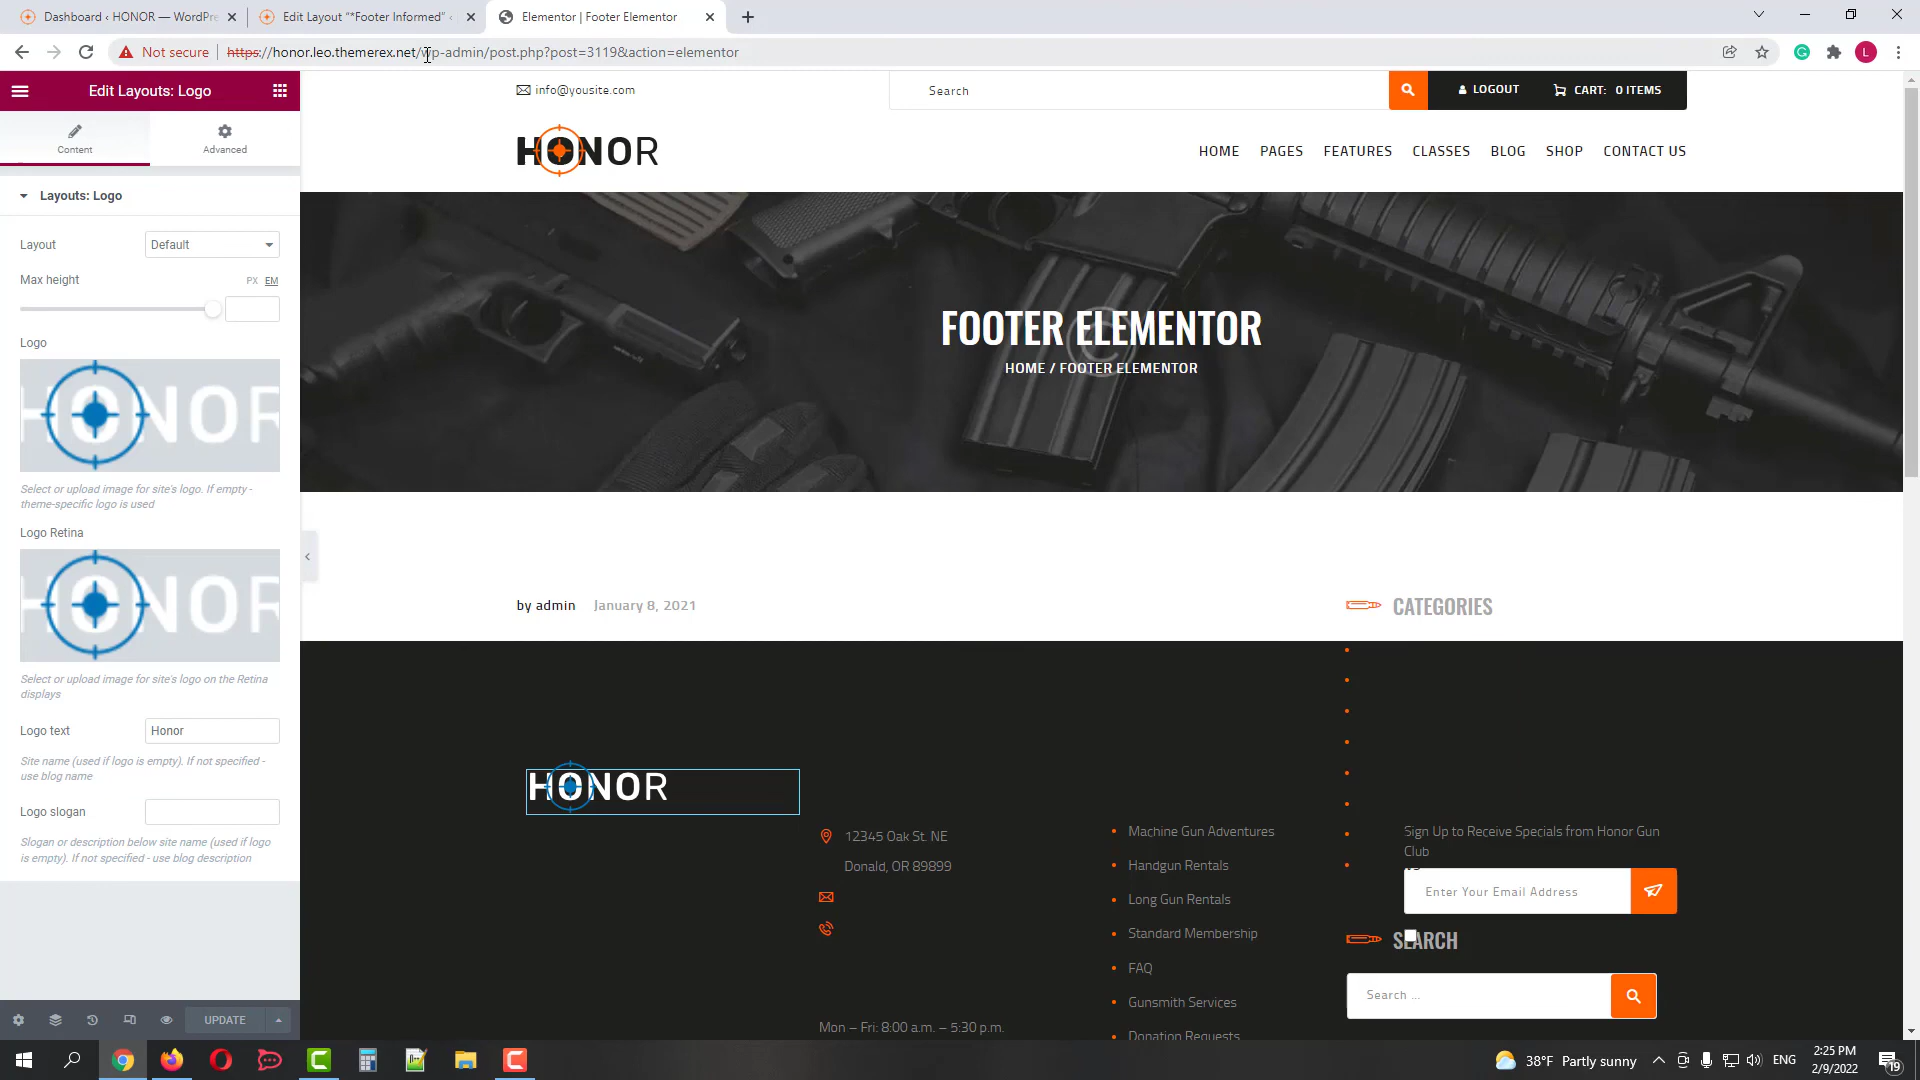 Dashboard ‹ HONOR — WordPre
Edit Layout "*Footer Informed" ‹
Elementor | Footer Elementor
Not secure
https://honor.leo.themerex.net/wp-admin/post.php?post=3119&action=elementor
L
Edit Layouts: Logo
Content
Advanced
Layouts: Logo
Layout
Default
Max height
PX
EM
Logo
HONOR
Select or upload image for site's logo. If empty -
theme-specific logo is used
Logo Retina
HONOR
Select or upload image for site's logo on the Retina
displays
Logo text
Honor
Site name (used if logo is empty). If not specified -
use blog name
Logo slogan
Slogan or description below site name (used if logo
is empty). If not specified - use blog description
UPDATE
info@yousite.com
Search
LOGOUT
CART: 0 ITEMS
HONOR
HOME
PAGES
FEATURES
CLASSES
BLOG
SHOP
CONTACT US
FOOTER ELEMENTOR
HOME / FOOTER ELEMENTOR
by admin
January 8, 2021
CATEGORIES
HONOR
12345 Oak St. NE
Donald, OR 89899
Mon – Fri: 8:00 a.m. – 5:30 p.m.
Machine Gun Adventures
Handgun Rentals
Long Gun Rentals
Standard Membership
FAQ
Gunsmith Services
Donation Requests
Sign Up to Receive Specials from Honor Gun
Club
Enter Your Email Address
SEARCH
Search ...
38°F Partly sunny
ENG
2:25 PM
2/9/2022
19